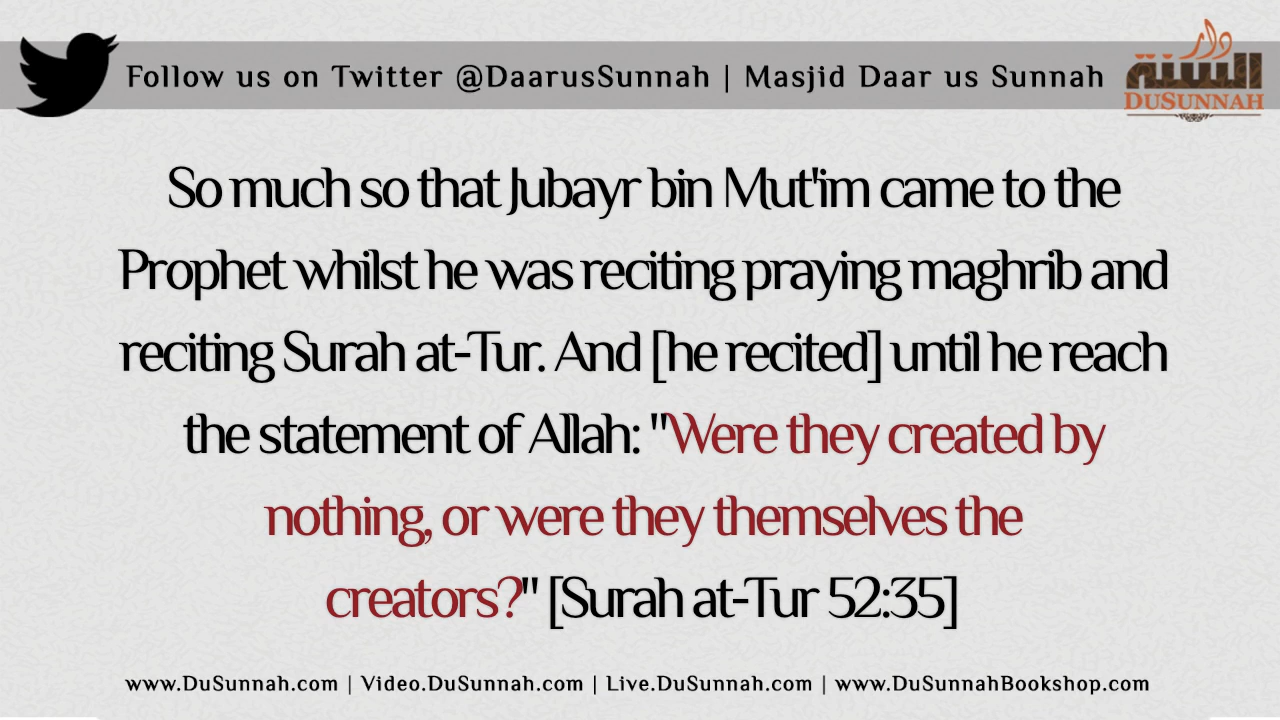 Follow us on Twitter @DaarusSunnah | Masjid Daar us Sunnah
دار
السنة
DUSUNNAH
So much so that Jubayr bin Mut'im came to the
Prophet whilst he was reciting praying maghrib and
reciting Surah at-Tur. And [he recited] until he reach
the statement of Allah: "Were they created by
nothing, or were they themselves the
creators?" [Surah at-Tur 52:35]
www.DuSunnah.com | Video.DuSunnah.com | Live.DuSunnah.com | www.DuSunnahBookshop.com